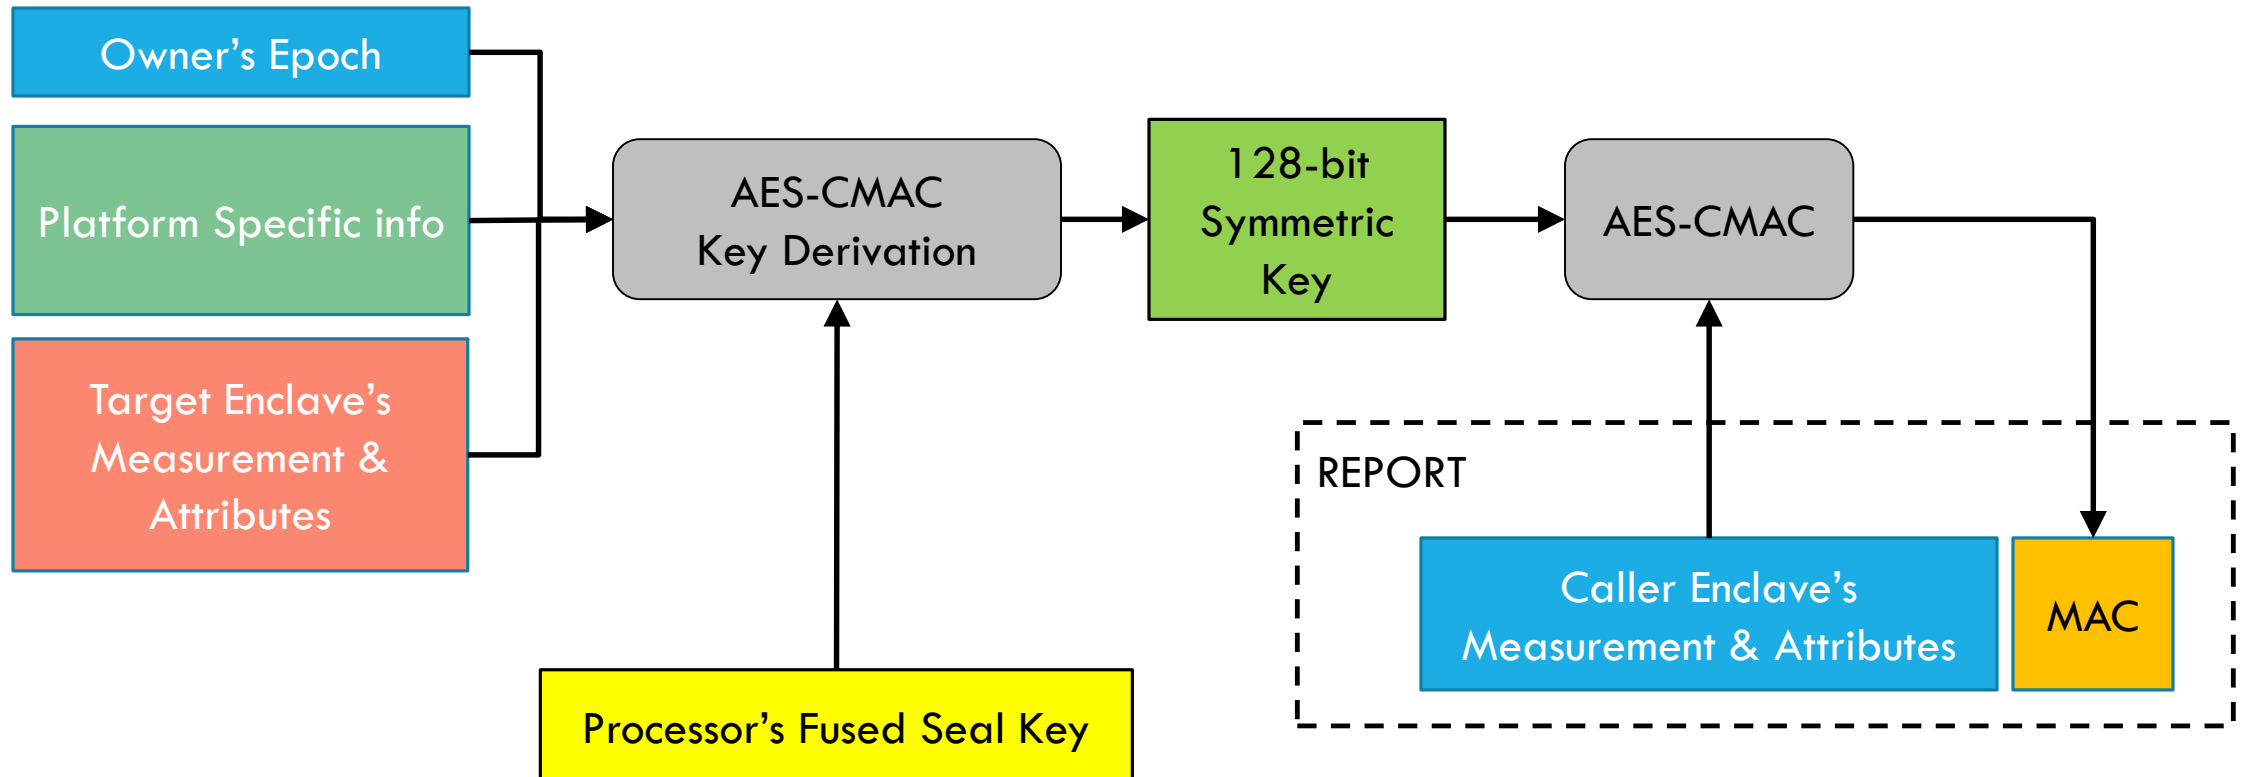 Owner’s Epoch
Platform Specific info
Target Enclave’s
Measurement &
Attributes
AES-CMAC
Key Derivation
Processor’s Fused Seal Key
128-bit
Symmetric
Key
AES-CMAC
REPORT
Caller Enclave’s
Measurement & Attributes
MAC